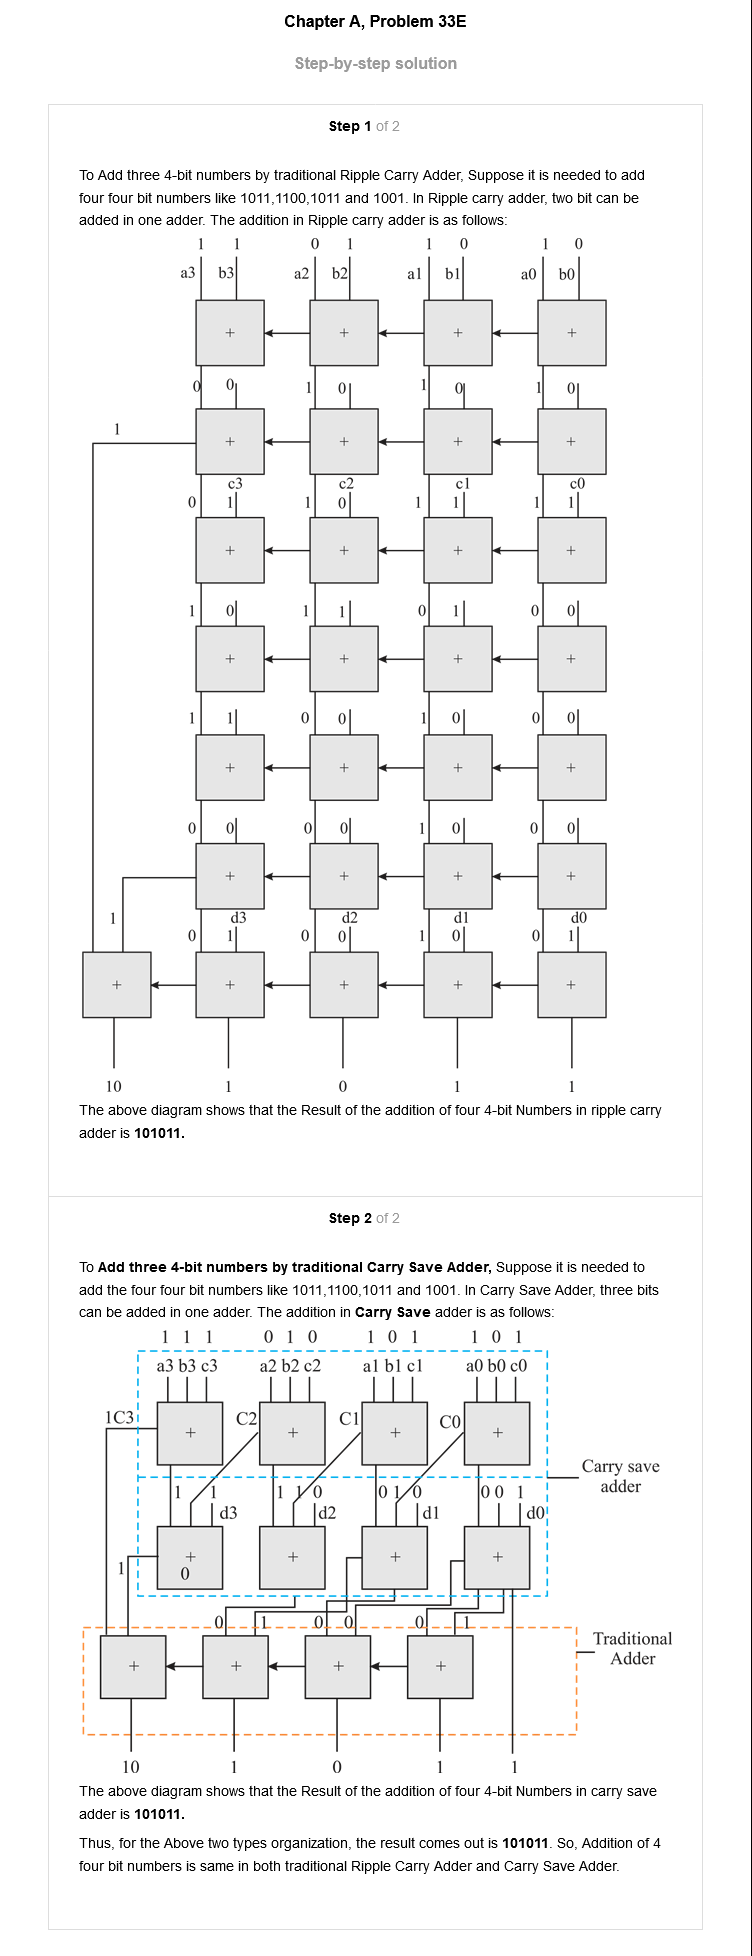 Chapter A, Problem 33E
Step-by-step solution
Step 1 of 2
To Add three 4-bit numbers by traditional Ripple Carry Adder, Suppose it is needed to add
four four bit numbers like 1011,1100,1011 and 1001. In Ripple carry adder, two bit can be
added in one adder. The addition in Ripple carry adder is as follows:
1 1 0 1 1 0 1 0
a3 b3 a2 b2 a1 b1 a0 b0
+ + + +
0 0 1 0 1 0 1 0
1
+ + + +
c3 c2 c1 c0
0 1 1 0 1 1 1 1
+ + + +
1 0 1 1 0 1 0 0
+ + + +
1 1 0 0 1 0 0 0
+ + + +
0 0 0 0 1 0 0 0
+ + + +
1 d3 d2 d1 d0
0 1 0 0 1 0 0 1
+ + + + +
10 1 0 1 1
The above diagram shows that the Result of the addition of four 4-bit Numbers in ripple carry
adder is 101011.
Step 2 of 2
To Add three 4-bit numbers by traditional Carry Save Adder, Suppose it is needed to
add the four four bit numbers like 1011,1100,1011 and 1001. In Carry Save Adder, three bits
can be added in one adder. The addition in Carry Save adder is as follows:
1 1 1 0 1 0 1 0 1 1 0 1
a3 b3 c3 a2 b2 c2 a1 b1 c1 a0 b0 c0
1C3 C2 C1 C0
+ + + +
Carry save
adder
1 1 1 1 0 0 1 0 0 0 1
d3 d2 d1 d0
+ + + +
1 0
0 1 0 0 0 1
Traditional
Adder
+ + + +
10 1 0 1 1
The above diagram shows that the Result of the addition of four 4-bit Numbers in carry save
adder is 101011.
Thus, for the Above two types organization, the result comes out is 101011. So, Addition of 4
four bit numbers is same in both traditional Ripple Carry Adder and Carry Save Adder.